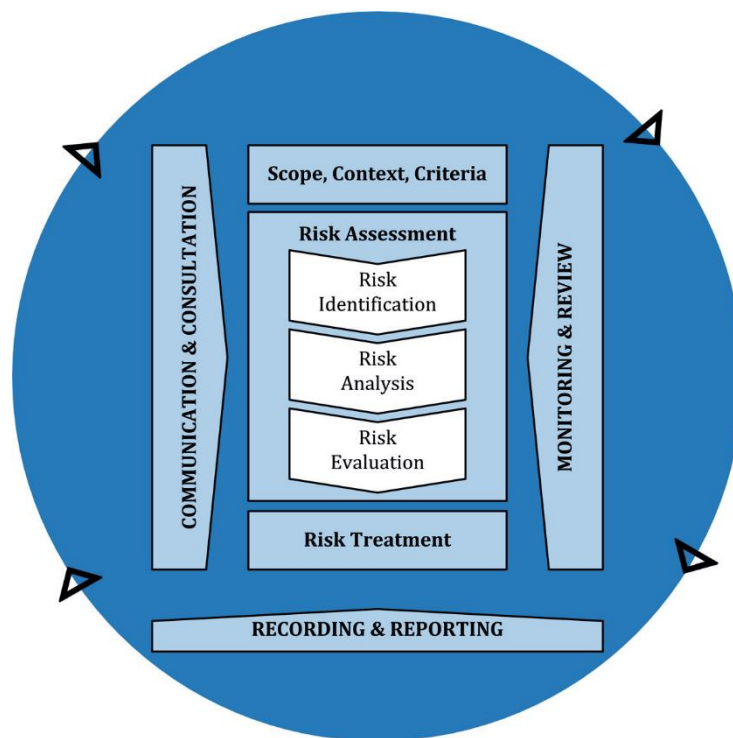 Scope, Context, Criteria
Risk Assessment
Risk
Identification
Risk
Analysis
Risk
Evaluation
Risk Treatment
COMMUNICATION & CONSULTATION
MONITORING & REVIEW
RECORDING & REPORTING